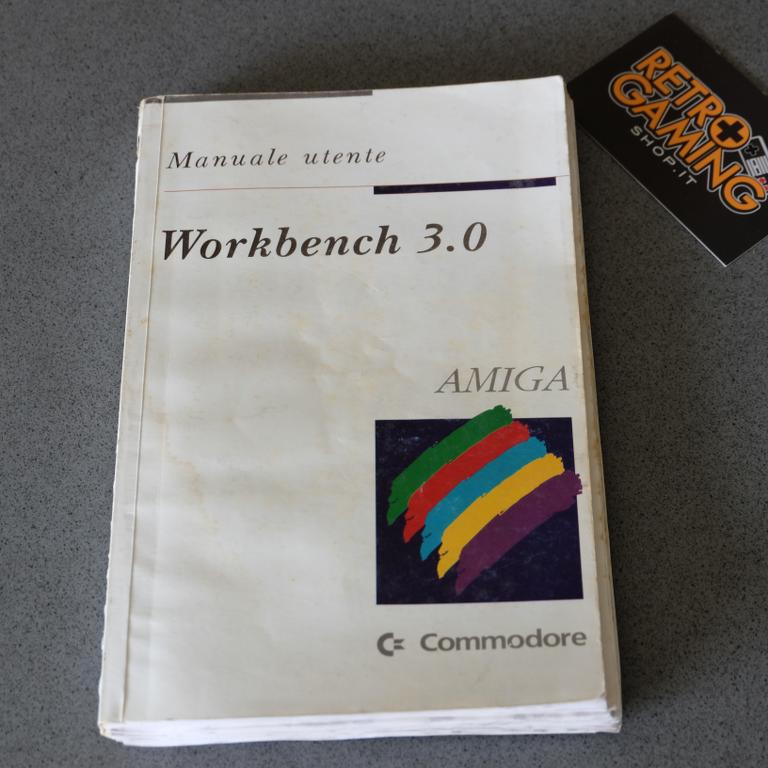 Manuale utente
Workbench 3.0
AMIGA
Commodore
RETRO
GAMING
SHOP.IT